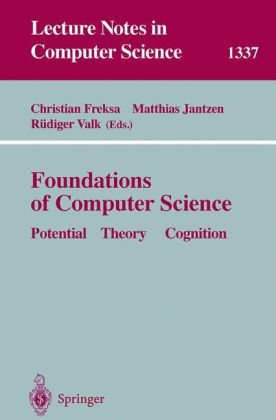 Lecture Notes in
Computer Science 1337
Christian Freksa Matthias Jantzen
Rüdiger Valk (Eds.)
Foundations
of Computer Science
Potential Theory Cognition
Springer